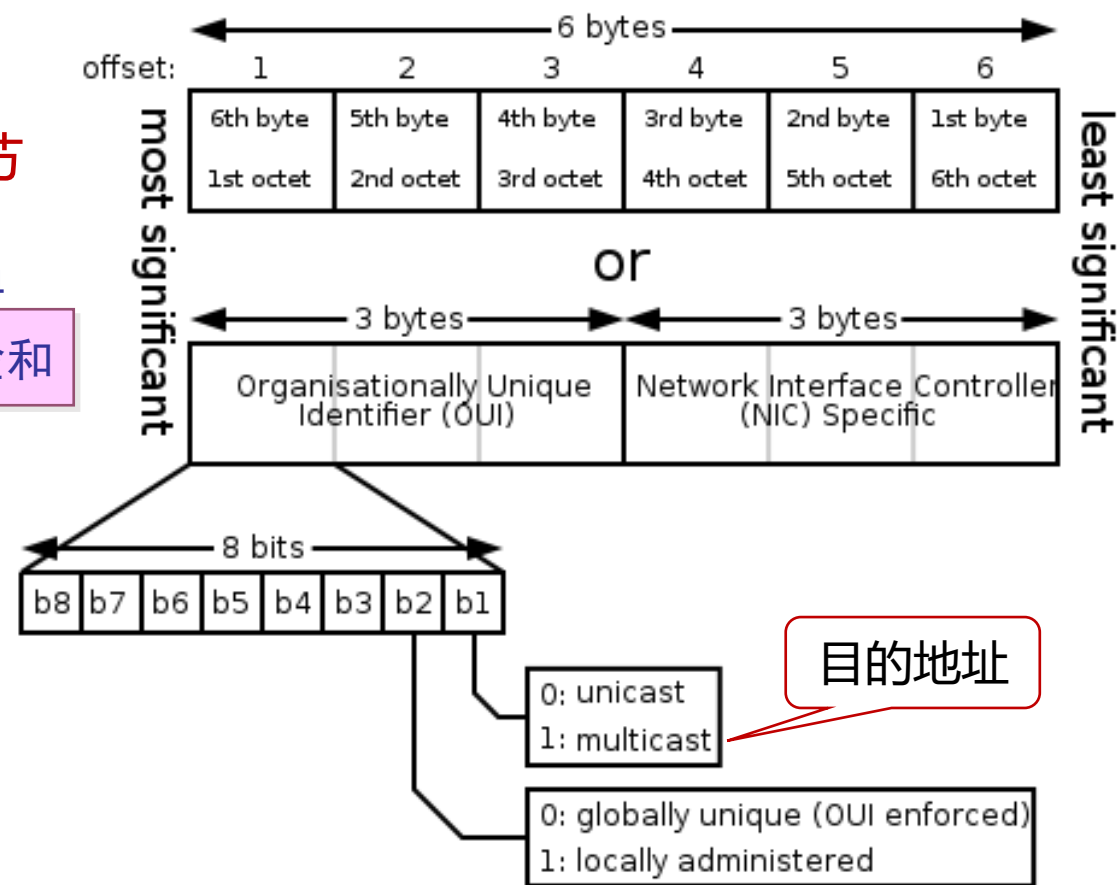 6 bytes
offset: 1 2 3 4 5 6
most significant
6th byte 5th byte 4th byte 3rd byte 2nd byte 1st byte
1st octet 2nd octet 3rd octet 4th octet 5th octet 6th octet
least significant
节
or
和
3 bytes 3 bytes
Organisationally Unique
Identifier (OUI)
Network Interface Controller
(NIC) Specific
8 bits
b8 b7 b6 b5 b4 b3 b2 b1
目的地址
0: unicast
1: multicast
0: globally unique (OUI enforced)
1: locally administered